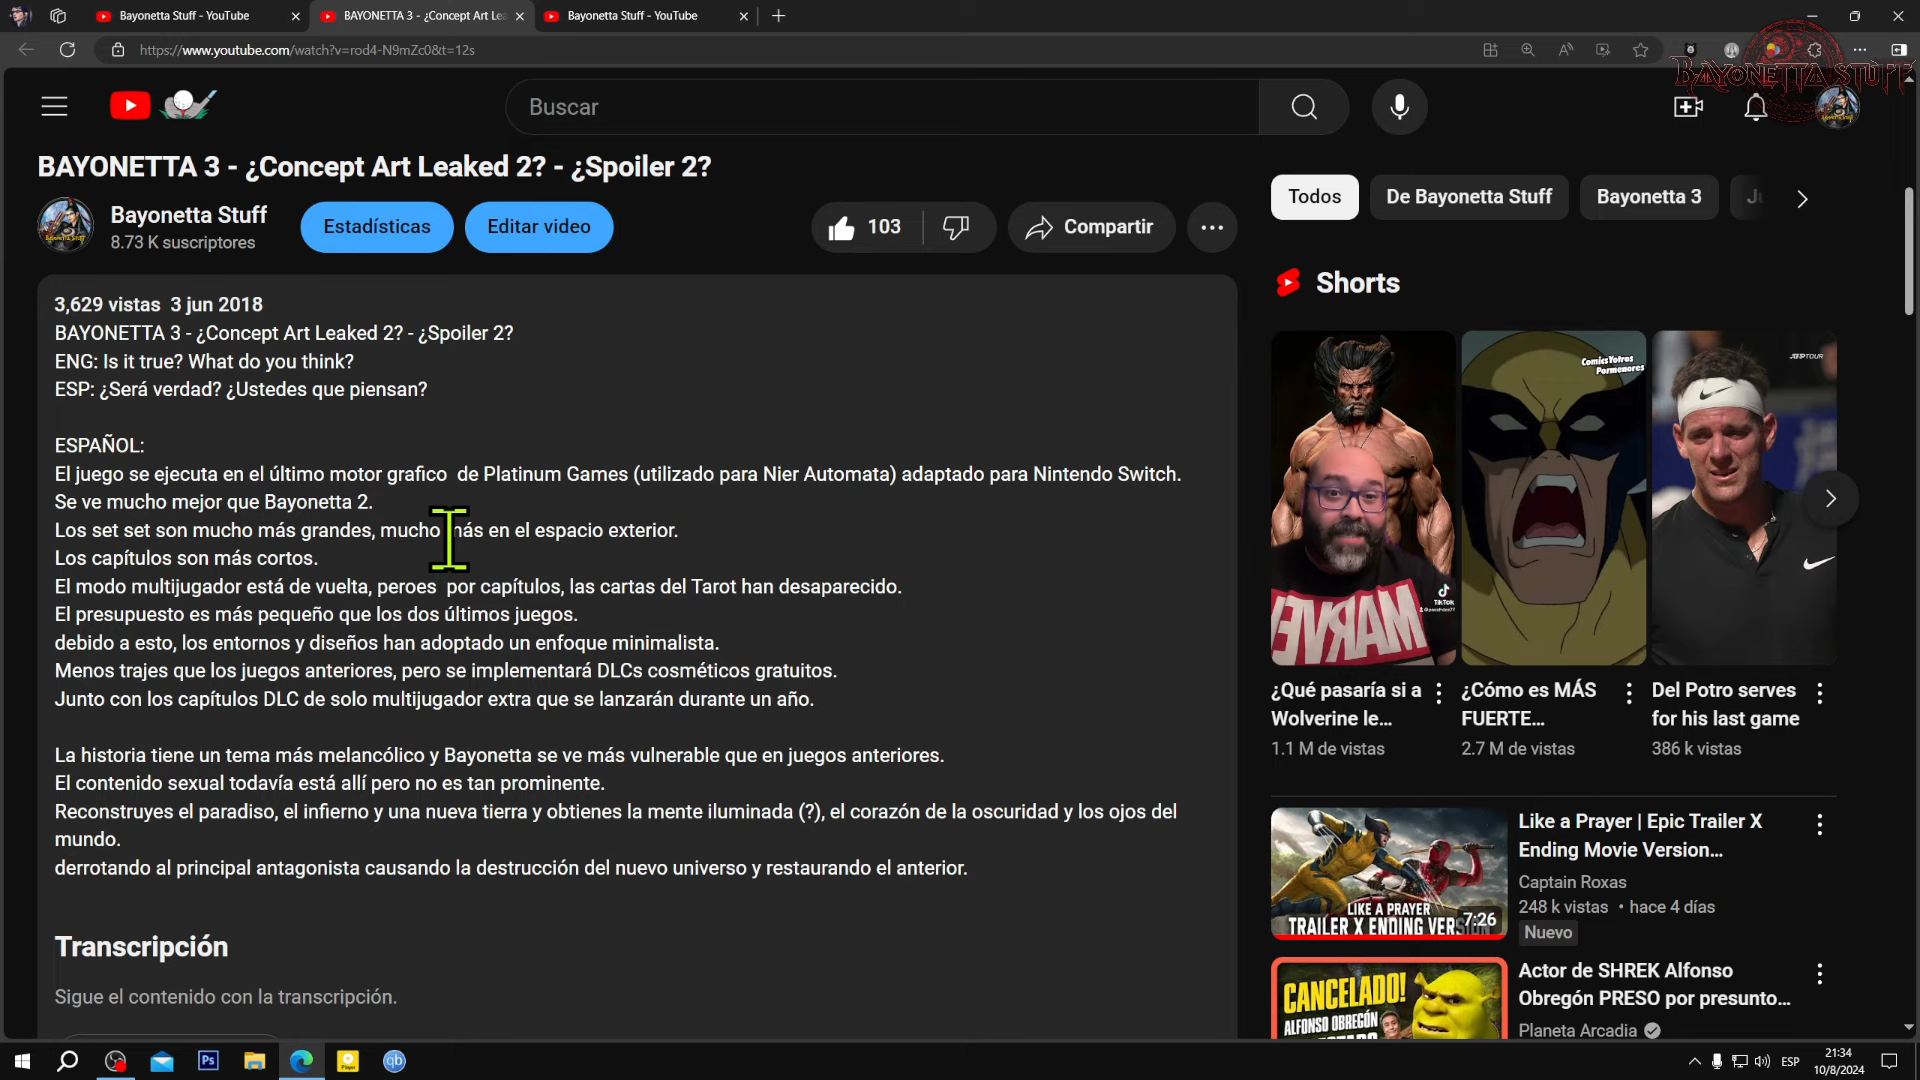 Bayonetta Stuff - YouTube
BAYONETTA 3 - ¿Concept Art Le
Bayonetta Stuff - YouTube
https://www.youtube.com/watch?v=rod4-N9mZc0&t=12s
BAYONETTA STUFF
Buscar
BAYONETTA 3 - ¿Concept Art Leaked 2? - ¿Spoiler 2?
Bayonetta Stuff
8.73 K suscriptores
Estadísticas
Editar video
103
Compartir
3,629 vistas 3 jun 2018
BAYONETTA 3 - ¿Concept Art Leaked 2? - ¿Spoiler 2?
ENG: Is it true? What do you think?
ESP: ¿Será verdad? ¿Ustedes que piensan?
ESPAÑOL:
El juego se ejecuta en el último motor grafico de Platinum Games (utilizado para Nier Automata) adaptado para Nintendo Switch.
Se ve mucho mejor que Bayonetta 2.
Los set set son mucho más grandes, mucho más en el espacio exterior.
Los capítulos son más cortos.
El modo multijugador está de vuelta, peroes por capítulos, las cartas del Tarot han desaparecido.
El presupuesto es más pequeño que los dos últimos juegos.
debido a esto, los entornos y diseños han adoptado un enfoque minimalista.
Menos trajes que los juegos anteriores, pero se implementará DLCs cosméticos gratuitos.
Junto con los capítulos DLC de solo multijugador extra que se lanzarán durante un año.
La historia tiene un tema más melancólico y Bayonetta se ve más vulnerable que en juegos anteriores.
El contenido sexual todavía está allí pero no es tan prominente.
Reconstruyes el paradiso, el infierno y una nueva tierra y obtienes la mente iluminada (?), el corazón de la oscuridad y los ojos del
mundo.
derrotando al principal antagonista causando la destrucción del nuevo universo y restaurando el anterior.
Transcripción
Sigue el contenido con la transcripción.
Todos
De Bayonetta Stuff
Bayonetta 3
Shorts
MARVE
TikTok
ComicsYotros
Pormenores
ATP TOUR
¿Qué pasaría si a
Wolverine le...
1.1 M de vistas
¿Cómo es MÁS
FUERTE...
2.7 M de vistas
Del Potro serves
for his last game
386 k vistas
LIKE A PRAYER
TRAILER X ENDING VER
7:26
Like a Prayer | Epic Trailer X
Ending Movie Version...
Captain Roxas
248 k vistas • hace 4 días
Nuevo
CANCELADO!
ALFONSO OBREGÓN
Actor de SHREK Alfonso
Obregón PRESO por presunto...
Planeta Arcadia
Ps
Player
qb
ESP
21:34
10/8/2024